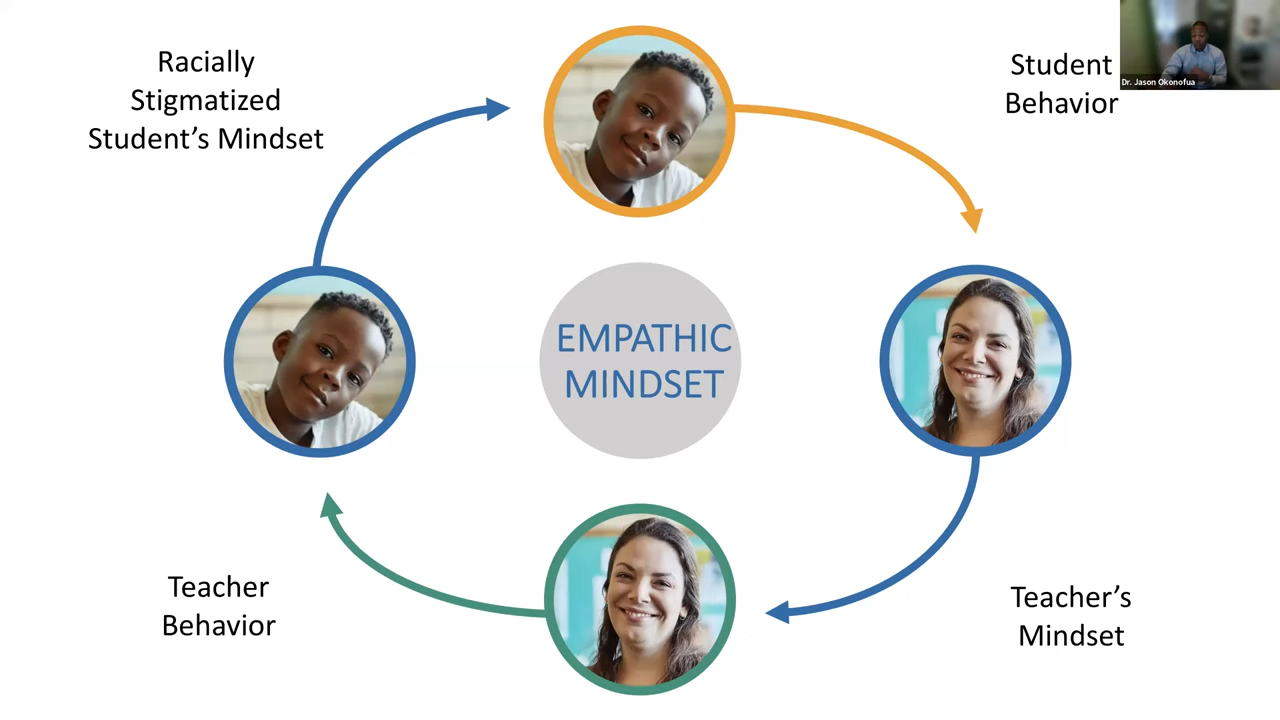 Racially
Stigmatized
Student's Mindset
Student
Behavior
Dr. Jason Okonofua
EMPATHIC
MINDSET
Teacher
Behavior
Teacher's
Mindset